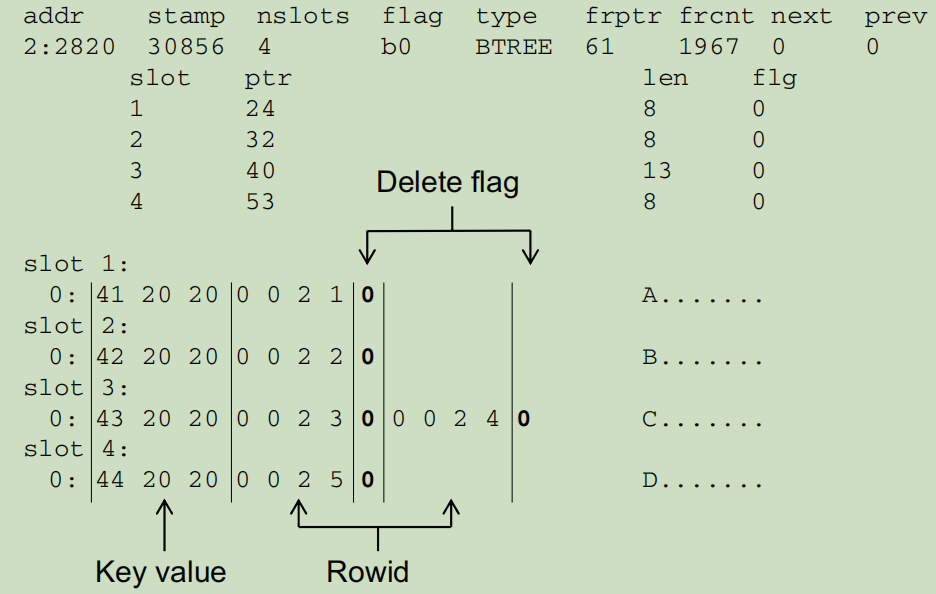 addr stamp nslots flag type frptr frcnt next prev
2:2820 30856 4 b0 BTREE 61 1967 0 0
slot ptr len flg
1 24 8 0
2 32 8 0
3 40 13 0
4 53 8 0
Delete flag
slot 1:
0: 41 20 20 0 0 2 1 0 A.......
slot 2:
0: 42 20 20 0 0 2 2 0 B.......
slot 3:
0: 43 20 20 0 0 2 3 0 0 0 2 4 0 C.......
slot 4:
0: 44 20 20 0 0 2 5 0 D.......
Key value Rowid